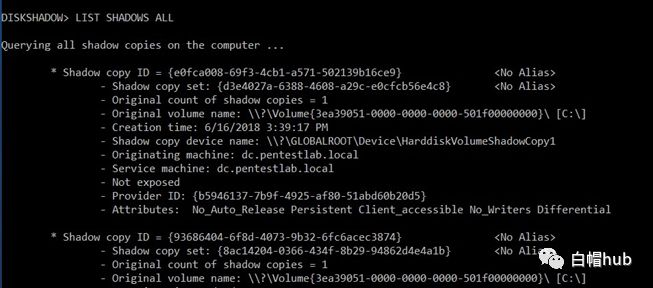 DISKSHADOW> LIST SHADOWS ALL
Querying all shadow copies on the computer ...
* Shadow copy ID = {e0fca008-69f3-4cb1-a571-502139b16ce9} <No Alias>
- Shadow copy set: {d3e4027a-6388-4608-a29c-e0cfcb56e4c8} <No Alias>
- Original count of shadow copies = 1
- Original volume name: \\?\Volume{3ea39051-0000-0000-0000-501f00000000}\ [C:\]
- Creation time: 6/16/2018 3:39:17 PM
- Shadow copy device name: \\?\GLOBALROOT\Device\HarddiskVolumeShadowCopy1
- Originating machine: dc.pentestlab.local
- Service machine: dc.pentestlab.local
- Not exposed
- Provider ID: {b5946137-7b9f-4925-af80-51abd60b20d5}
- Attributes: No_Auto_Release Persistent Client_accessible No_Writers Differential
* Shadow copy ID = {93686404-6f8d-4073-9b32-6fc6acec3874} <No Alias>
- Shadow copy set: {8ac14204-0366-434f-8b29-94862d4e4a1b} <No Alias>
- Original count of shadow copies = 1
- Original volume name: \\?\Volume{3ea39051-0000-0000-0000-501f00000000}\ [C:\]
白帽hub